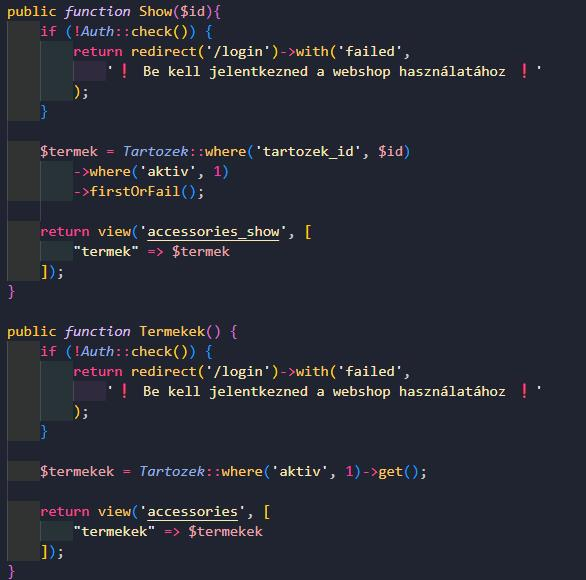 public function Show($id){
    if (!Auth::check()) {
        return redirect('/login')->with('failed',
            '❗ Be kell jelentkezned a webshop használatához ❗'
        );
    }

    $termek = Tartozek::where('tartozek_id', $id)
        ->where('aktiv', 1)
        ->firstOrFail();

    return view('accessories_show', [
        "termek" => $termek
    ]);
}

public function Termekek() {
    if (!Auth::check()) {
        return redirect('/login')->with('failed',
            '❗ Be kell jelentkezned a webshop használatához ❗'
        );
    }

    $termekek = Tartozek::where('aktiv', 1)->get();

    return view('accessories', [
        "termekek" => $termekek
    ]);
}